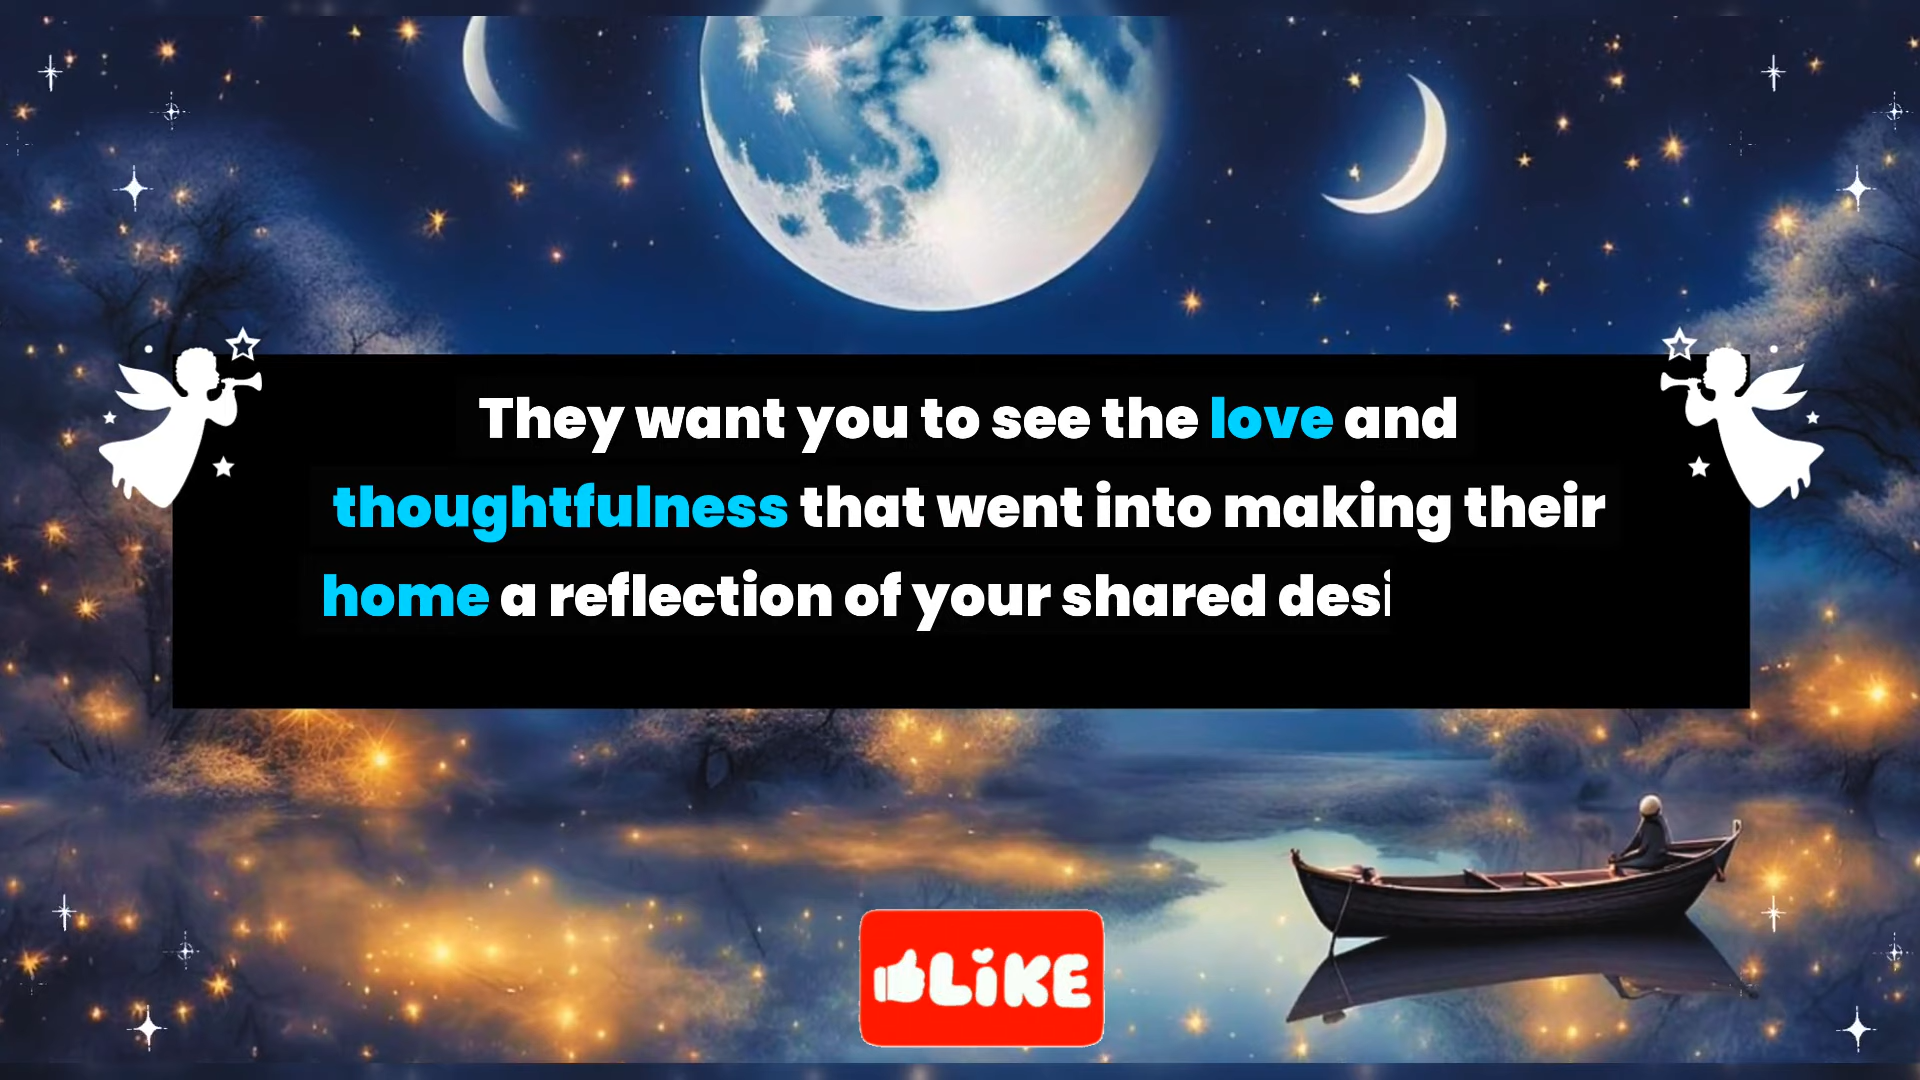 They want you to see the love and
thoughtfulness that went into making their
home a reflection of your shared desi
LiKE